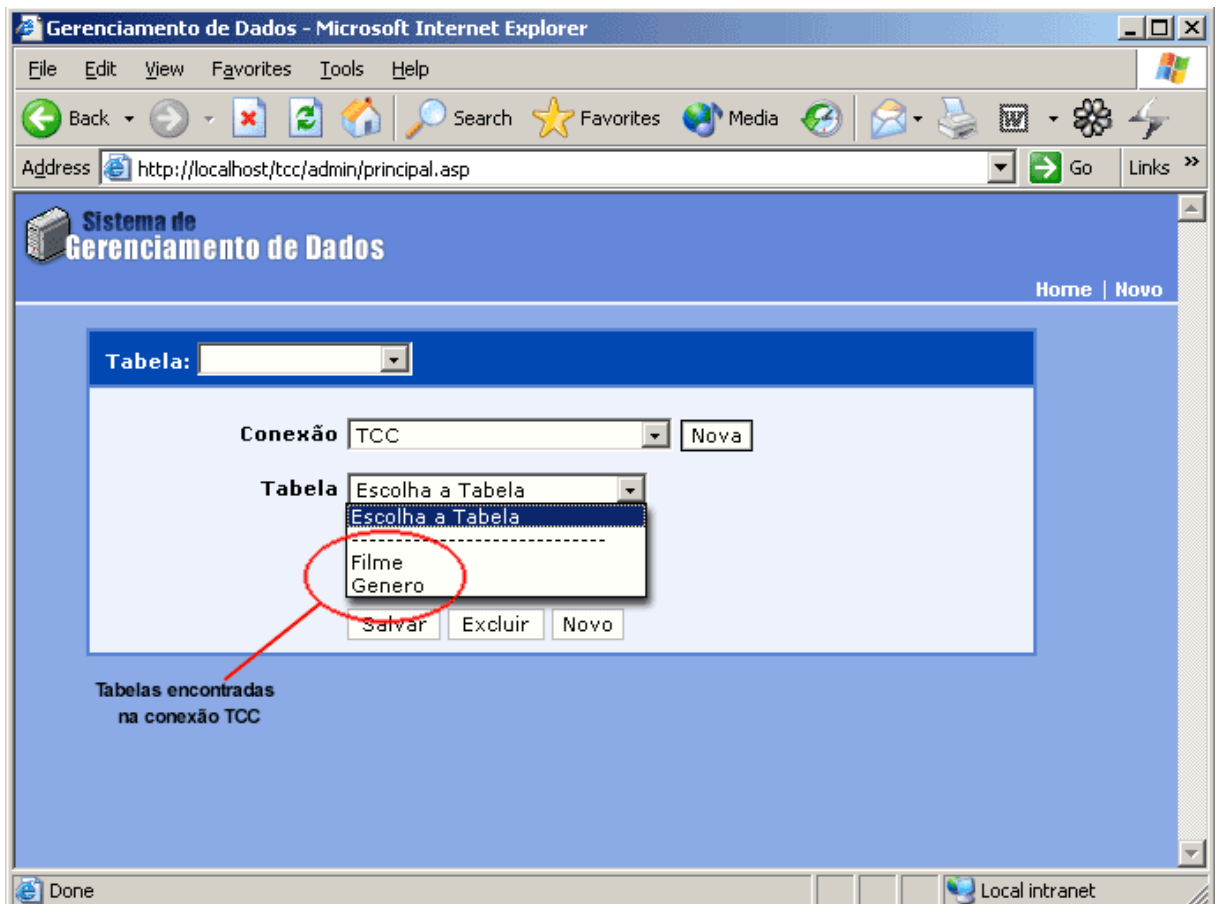 Gerenciamento de Dados - Microsoft Internet Explorer
File Edit View Favorites Tools Help
Back Search Favorites Media
Address http://localhost/tcc/admin/principal.asp Go Links »
Sistema de
Gerenciamento de Dados
Home | Novo
Tabela:
Conexão TCC Nova
Tabela Escolha a Tabela
Escolha a Tabela
-----------------------------
Filme
Genero
Salvar Excluir Novo
Tabelas encontradas
na conexão TCC
Done Local intranet